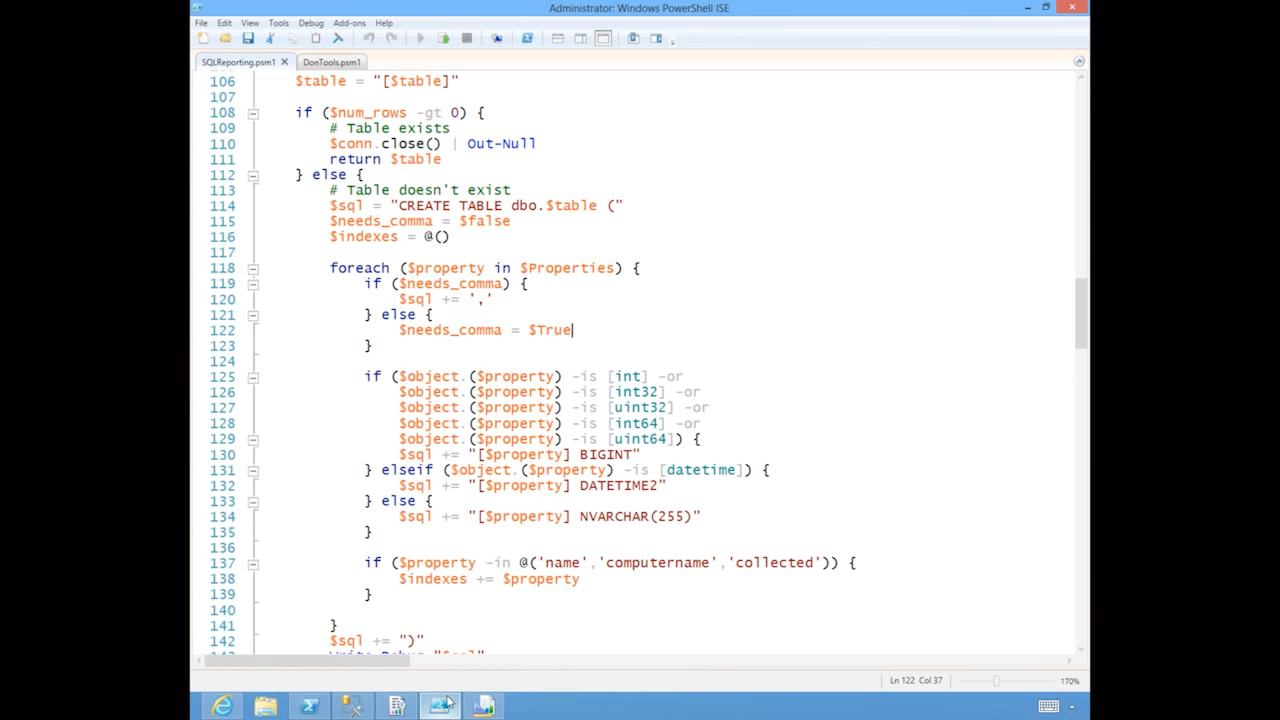 Administrator: Windows PowerShell ISE
File Edit View Tools Debug Add-ons Help
SQLReporting.psm1 DonTools.psm1
106 $table = "[$table]"
107
108 if ($num_rows -gt 0) {
109 # Table exists
110 $conn.close() | Out-Null
111 return $table
112 } else {
113 # Table doesn't exist
114 $sql = "CREATE TABLE dbo.$table ("
115 $needs_comma = $false
116 $indexes = @()
117
118 foreach ($property in $Properties) {
119 if ($needs_comma) {
120 $sql += ','
121 } else {
122 $needs_comma = $True
123 }
124
125 if ($object.($property) -is [int] -or
126 $object.($property) -is [int32] -or
127 $object.($property) -is [uint32] -or
128 $object.($property) -is [int64] -or
129 $object.($property) -is [uint64]) {
130 $sql += "[$property] BIGINT"
131 } elseif ($object.($property) -is [datetime]) {
132 $sql += "[$property] DATETIME2"
133 } else {
134 $sql += "[$property] NVARCHAR(255)"
135 }
136
137 if ($property -in @('name','computername','collected')) {
138 $indexes += $property
139 }
140
141 }
142 $sql += ")"
Ln 122 Col 37 170%